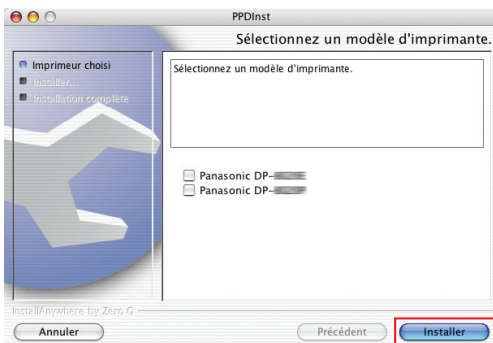 PPDInst
Sélectionnez un modèle d'imprimante.
Imprimeur choisi
Installer...
Installation complète
Sélectionnez un modèle d'imprimante.
Panasonic DP-
Panasonic DP-
InstallAnywhere by Zero G
Annuler
Précédent
Installer